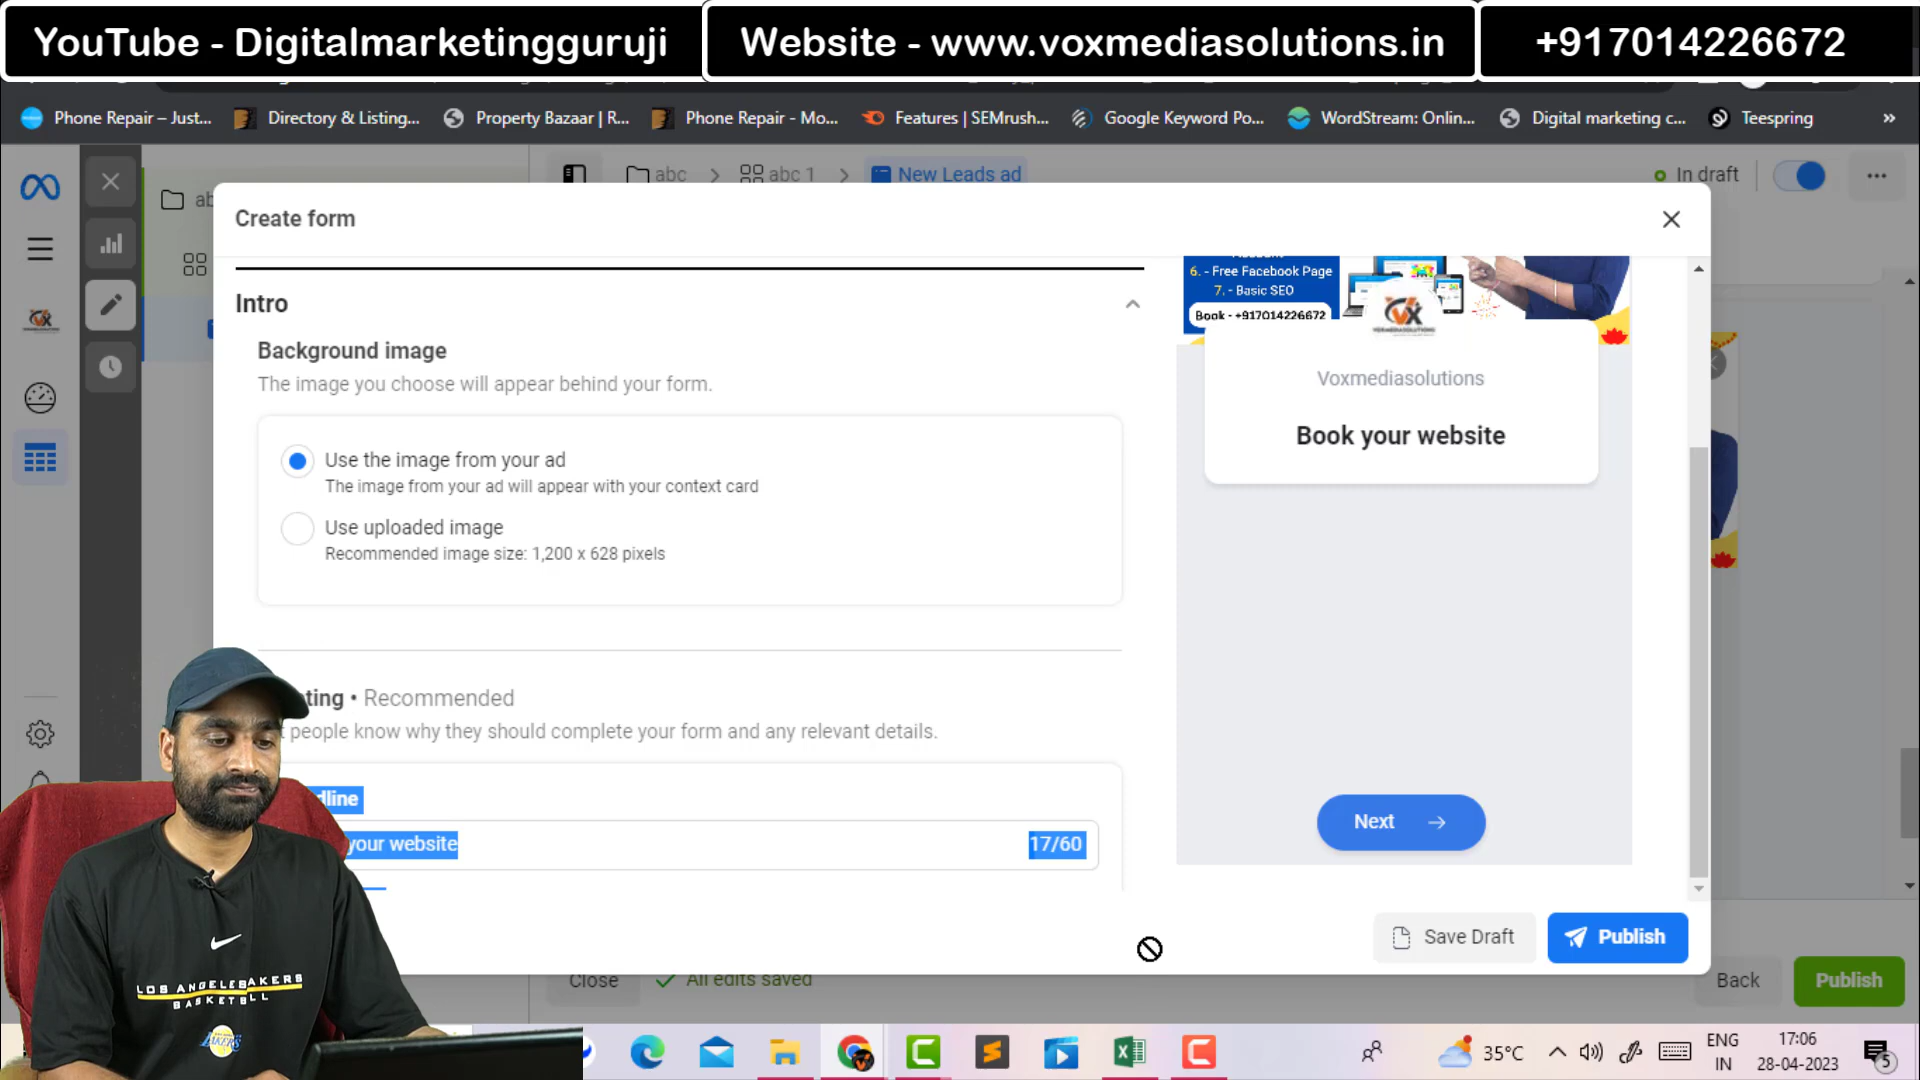 YouTube - Digitalmarketingguruji
Website - www.voxmediasolutions.in
+917014226672
Phone Repair – Just...
Directory & Listing...
Property Bazaar | R...
Phone Repair - Mo...
Features | SEMrush...
Google Keyword Po...
WordStream: Onlin...
Digital marketing c...
Teespring
abc
abc 1
New Leads ad
In draft
Create form
Intro
Background image
The image you choose will appear behind your form.
Use the image from your ad
The image from your ad will appear with your context card
Use uploaded image
Recommended image size: 1,200 x 628 pixels
Recommended
people know why they should complete your form and any relevant details.
your website
17/60
6. - Free Facebook Page
7. - Basic SEO
Book - +917014226672
VOXMEDIASOLUTIONS
Voxmediasolutions
Book your website
Next
Save Draft
Publish
Close
All edits saved
Back
Publish
LOS ANGELES LAKERS
BASKETBALL
LAKERS
35°C
ENG
IN
17:06
28-04-2023
5